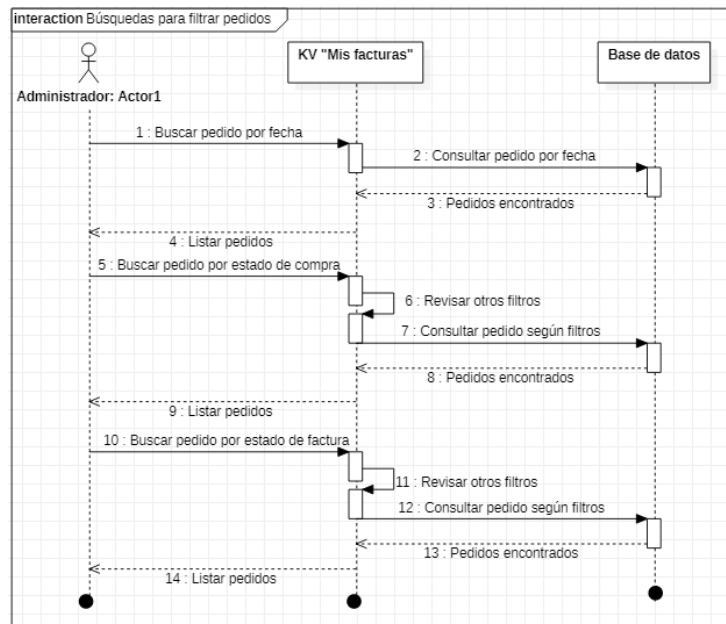 interaction Búsquedas para filtrar pedidos
KV "Mis facturas"
Base de datos
Administrador: Actor1
1 : Buscar pedido por fecha
2 : Consultar pedido por fecha
3 : Pedidos encontrados
4 : Listar pedidos
5 : Buscar pedido por estado de compra
6 : Revisar otros filtros
7 : Consultar pedido según filtros
8 : Pedidos encontrados
9 : Listar pedidos
10 : Buscar pedido por estado de factura
11 : Revisar otros filtros
12 : Consultar pedido según filtros
13 : Pedidos encontrados
14 : Listar pedidos